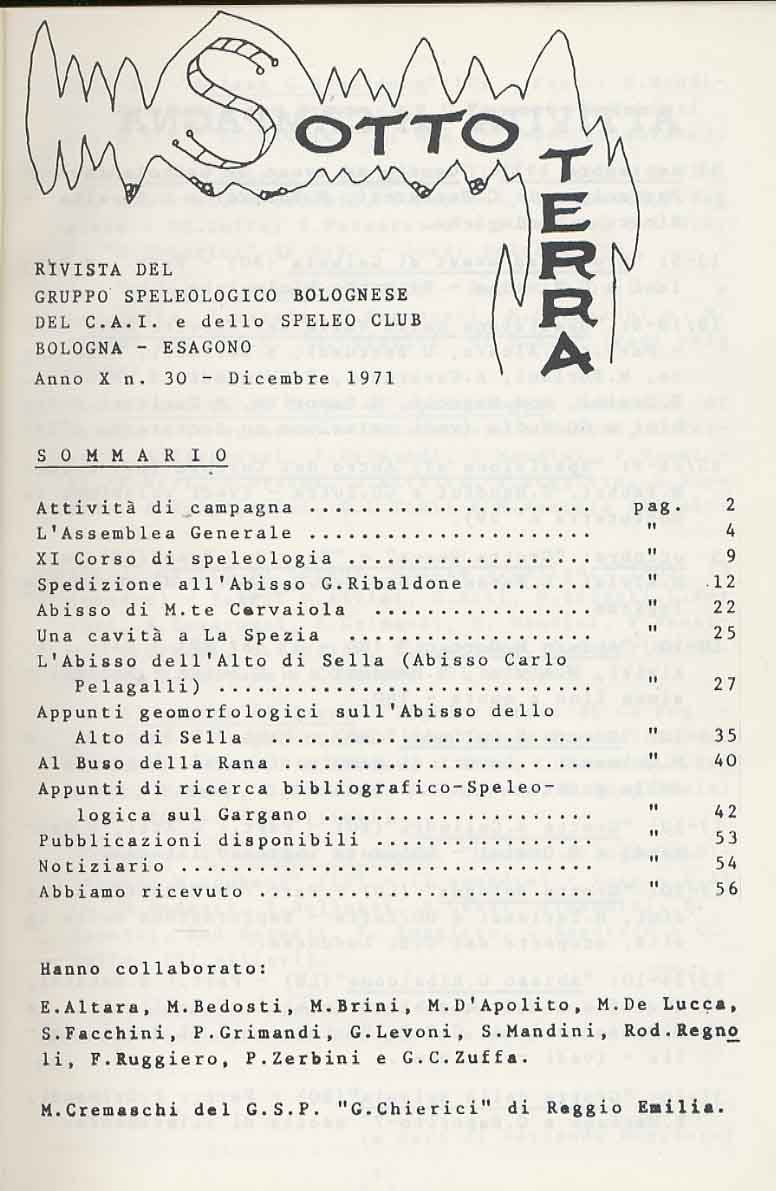 SOTTO
TERRA
RIVISTA DEL
GRUPPO SPELEOLOGICO BOLOGNESE
DEL C.A.I. e dello SPELEO CLUB
BOLOGNA - ESAGONO
Anno X n. 30 - Dicembre 1971
SOMMARIO
Attività di campagna ...................... pag. 2
L'Assemblea Generale ...................... " 4
XI Corso di speleologia ................... " 9
Spedizione all'Abisso G.Ribaldone ......... " 12
Abisso di M.te Corvaiola ................. " 22
Una cavità a La Spezia ................... " 25
L'Abisso dell'Alto di Sella (Abisso Carlo
Pelagalli) ............................. " 27
Appunti geomorfologici sull'Abisso dello
Alto di Sella ......................... " 35
Al Buso della Rana ........................ " 40
Appunti di ricerca bibliografico-Speleo-
logica sul Gargano ..................... " 42
Pubblicazioni disponibili ................. " 53
Notiziario ................................ " 54
Abbiamo ricevuto .......................... " 56
Hanno collaborato:
E.Altara, M.Bedosti, M.Brini, M.D'Apolito, M.De Lucca,
S.Facchini, P.Grimandi, G.Levoni, S.Mandini, Rod.Regno
li, F.Ruggiero, P.Zerbini e G.C.Zuffa.
M.Cremaschi del G.S.P. "G.Chierici" di Reggio Emilia.